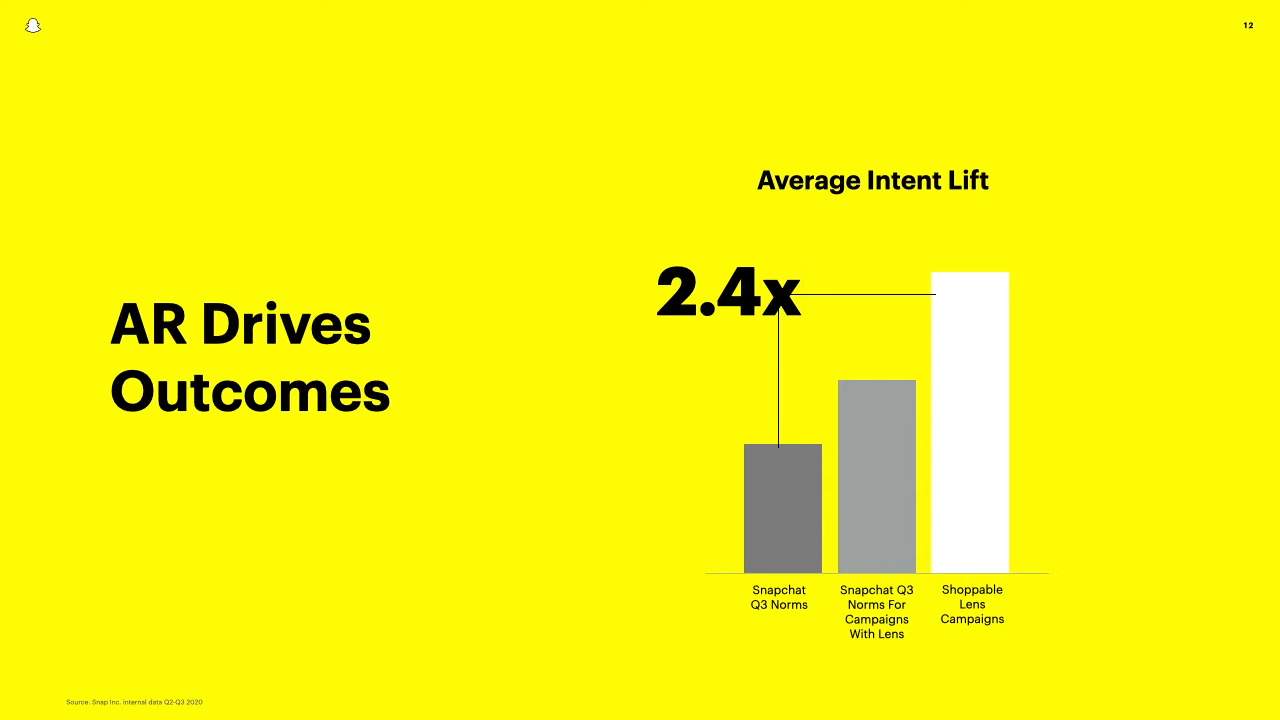 12
Average Intent Lift
2.4x
AR Drives
Outcomes
Snapchat
Q3 Norms
Snapchat Q3
Norms For
Campaigns
With Lens
Shoppable
Lens
Campaigns
Source: Snap Inc. internal data Q2-Q3 2020